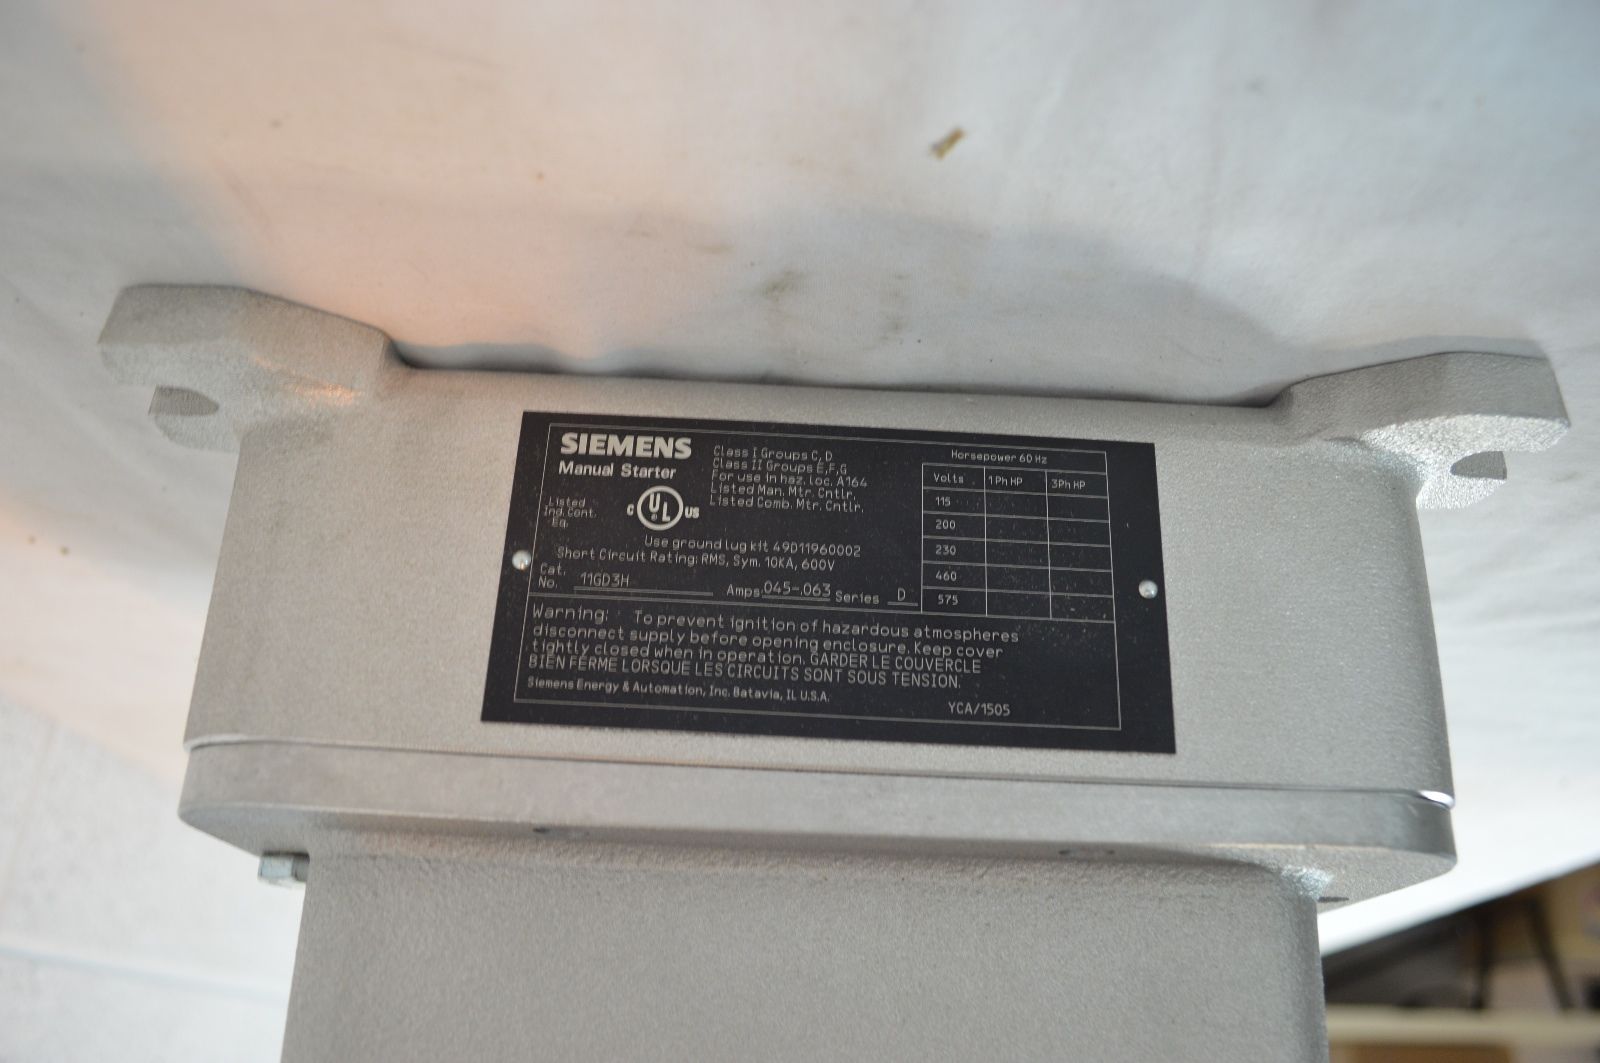 SIEMENS
Manual Starter
Listed
Ind. Cont.
Eq.
C UL US
Class I Groups C, D
Class II Groups E,F,G
For use in haz. loc. A164
Listed Man. Mtr. Cntlr.
Listed Comb. Mtr. Cntlr.
Use ground lug kit 49D11960002
Short Circuit Rating: RMS, Sym. 10KA, 600V
Cat.
No. 11GD3H Amps .045-.063 Series D
Horsepower 60 Hz
Volts 1Ph HP 3Ph HP
115
200
230
460
575
Warning: To prevent ignition of hazardous atmospheres
disconnect supply before opening enclosure. Keep cover
tightly closed when in operation. GARDER LE COUVERCLE
BIEN FERME LORSQUE LES CIRCUITS SONT SOUS TENSION.
Siemens Energy & Automation, Inc. Batavia, IL U.S.A.
YCA/1505